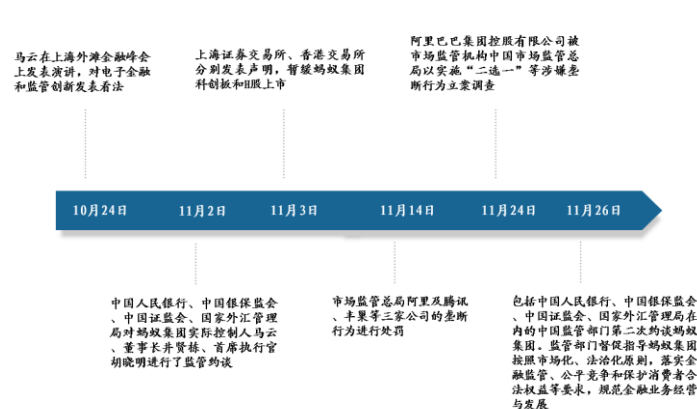 马云在上海外滩金融峰会
上发表演讲，对电子金融
和监管创新发表看法
上海证券交易所、香港交易所
分别发表声明，暂缓蚂蚁集团
科创板和H股上市
阿里巴巴集团控股有限公司被
市场监管机构中国市场监管总
局以实施“二选一”等涉嫌垄
断行为立案调查
10月24日
11月2日
11月3日
11月14日
11月24日
11月26日
中国人民银行、中国银保监会
、中国证监会、国家外汇管理
局对蚂蚁集团实际控制人马云
、董事长井贤栋、首席执行官
胡晓明进行了监管约谈
市场监管总局阿里及腾讯
、丰巢等三家公司的垄断
行为进行处罚
包括中国人民银行、中国银保监会
、中国证监会、国家外汇管理局在
内的中国监管部门第二次约谈蚂蚁
集团。监管部门督促指导蚂蚁集团
按照市场化、法治化原则，落实金
融监管、公平竞争和保护消费者合
法权益等要求，规范金融业务经营
与发展